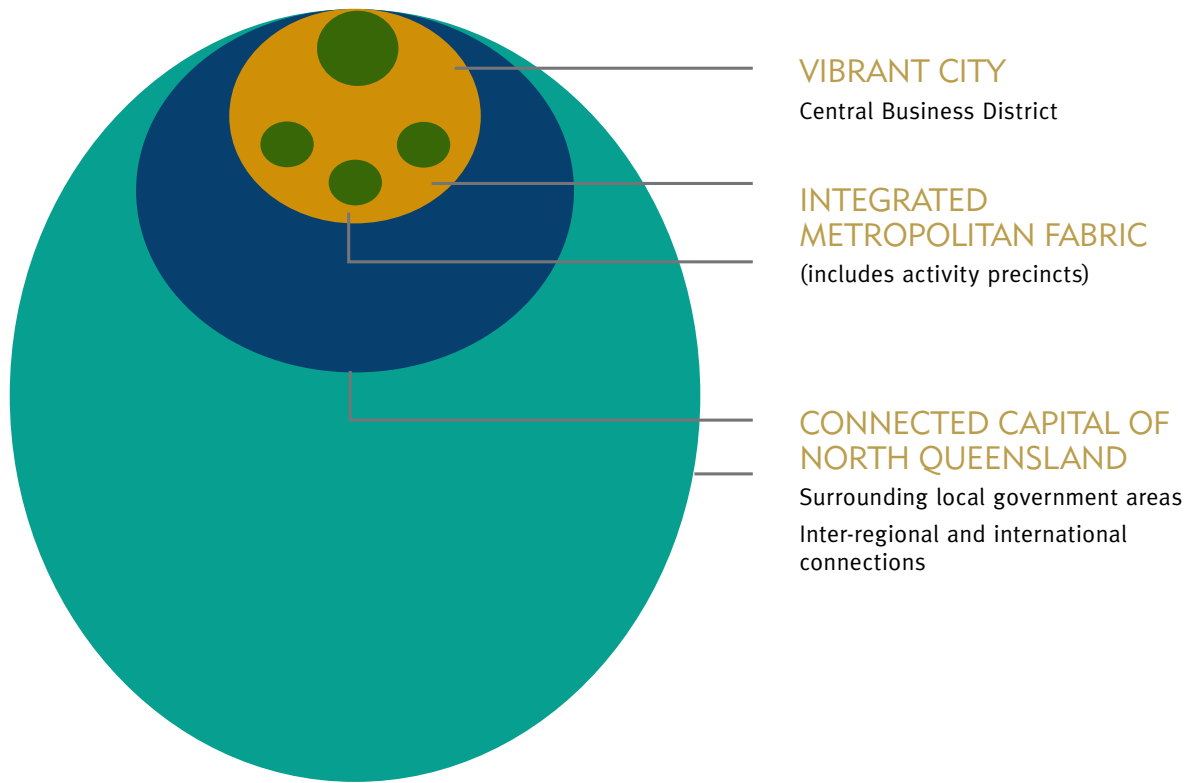 VIBRANT CITY
Central Business District
INTEGRATED
METROPOLITAN FABRIC
(includes activity precincts)
CONNECTED CAPITAL OF
NORTH QUEENSLAND
Surrounding local government areas
Inter-regional and international
connections